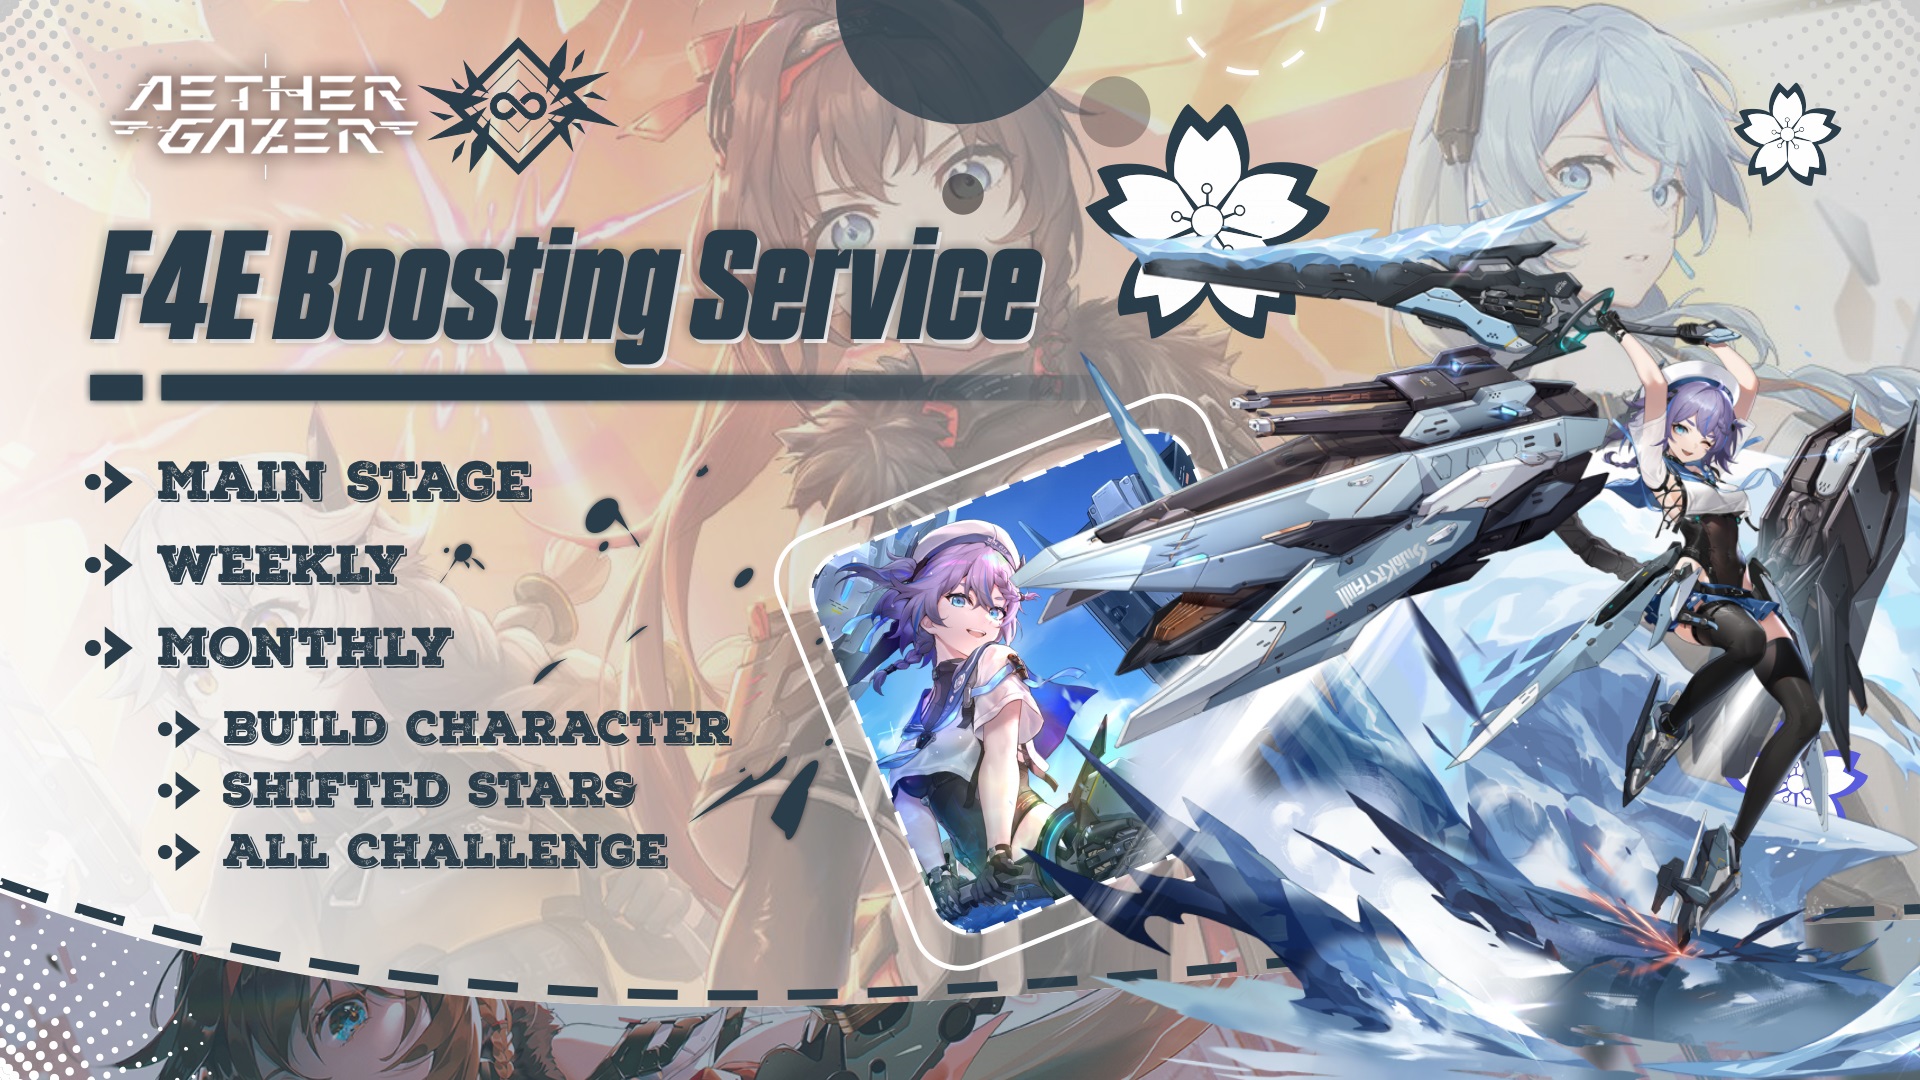 AETHER
GAZER
F4E Boosting Service
MAIN STAGE
WEEKLY
MONTHLY
BUILD CHARACTER
SHIFTED STARS
ALL CHALLENGE